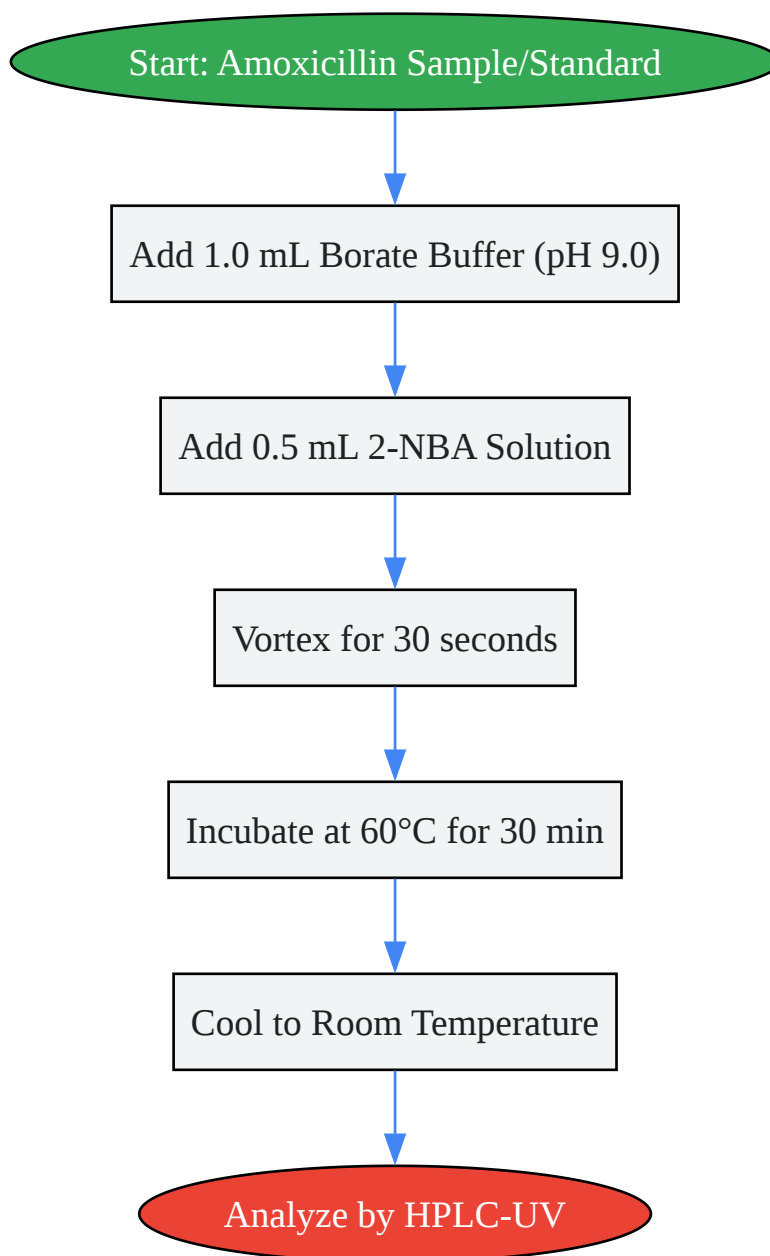 Start: Amoxicillin Sample/Standard
Add 1.0 mL Borate Buffer (pH 9.0)
Add 0.5 mL 2-NBA Solution
Vortex for 30 seconds
Incubate at 60°C for 30 min
Cool to Room Temperature
Analyze by HPLC-UV